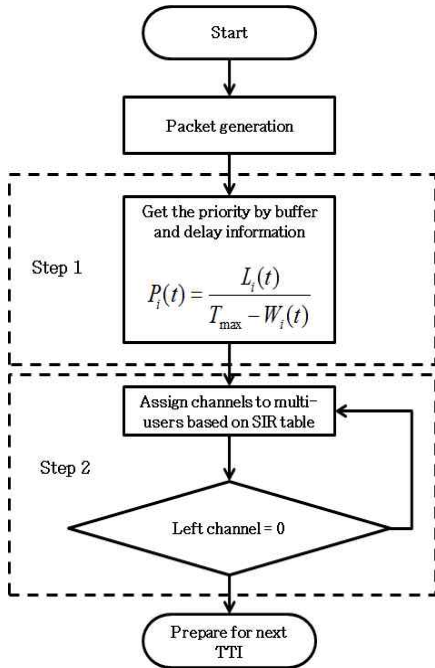 Start
Packet generation
Get the priority by buffer
and delay information
Step 1
P_i(t) = L_i(t) / (T_max − W_i(t))
Assign channels to multi-
users based on SIR table
Step 2
Left channel = 0
Prepare for next
TTI